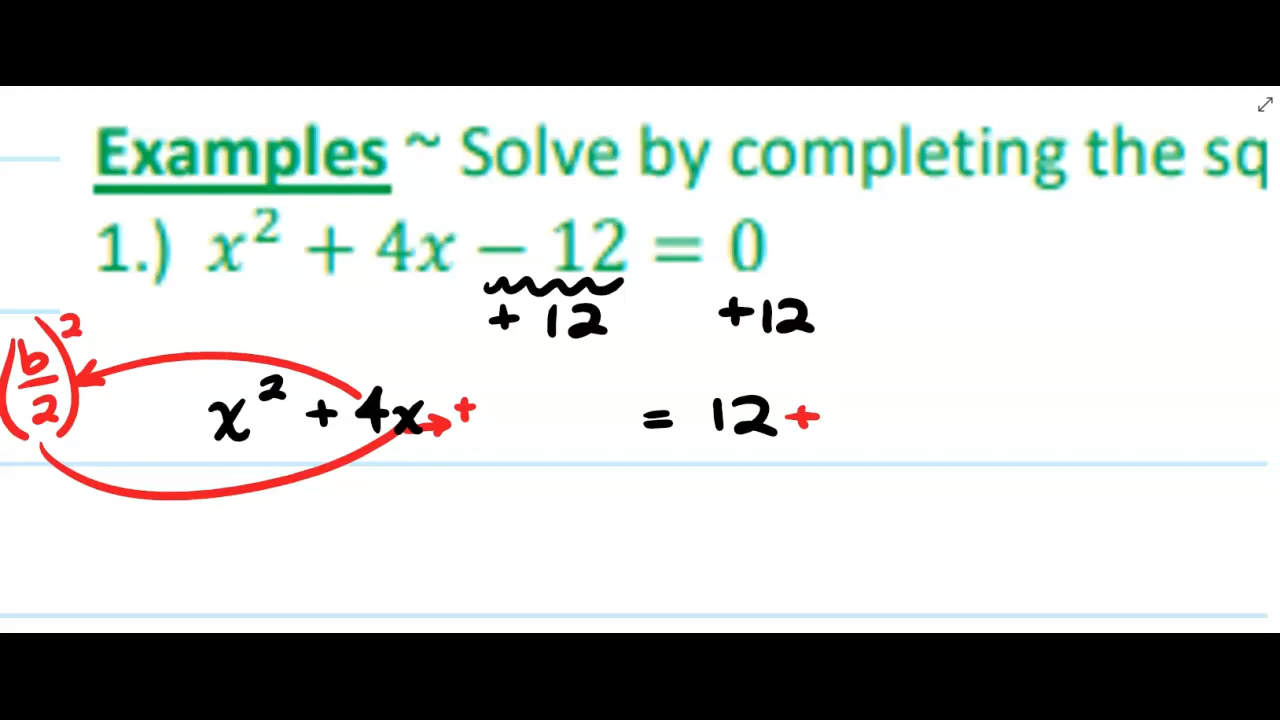 Examples ~ Solve by completing the sq
1.) x² + 4x − 12 = 0
+ 12 +12
(b/2)² x² + 4x + = 12 +